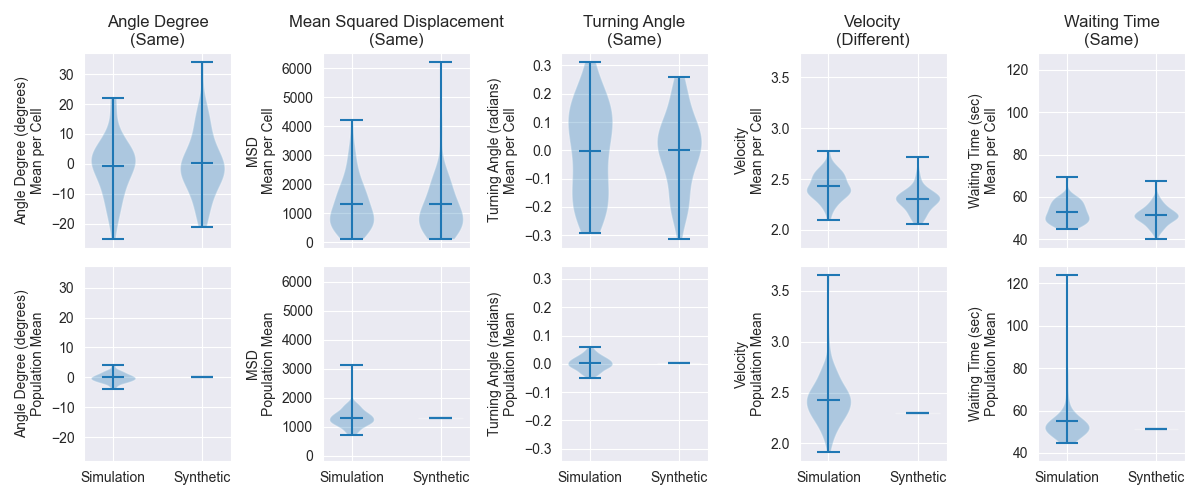 Angle Degree
(Same)
Mean Squared Displacement
(Same)
Turning Angle
(Same)
Velocity
(Different)
Waiting Time
(Same)
Angle Degree (degrees)
Mean per Cell
30
20
10
0
−10
−20
MSD
Mean per Cell
6000
5000
4000
3000
2000
1000
0
Turning Angle (radians)
Mean per Cell
0.3
0.2
0.1
0.0
−0.1
−0.2
−0.3
Velocity
Mean per Cell
3.5
3.0
2.5
2.0
Waiting Time (sec)
Mean per Cell
120
100
80
60
40
Angle Degree (degrees)
Population Mean
30
20
10
0
−10
−20
Simulation Synthetic
MSD
Population Mean
6000
5000
4000
3000
2000
1000
0
Simulation Synthetic
Turning Angle (radians)
Population Mean
0.3
0.2
0.1
0.0
−0.1
−0.2
−0.3
Simulation Synthetic
Velocity
Population Mean
3.5
3.0
2.5
2.0
Simulation Synthetic
Waiting Time (sec)
Population Mean
120
100
80
60
40
Simulation Synthetic